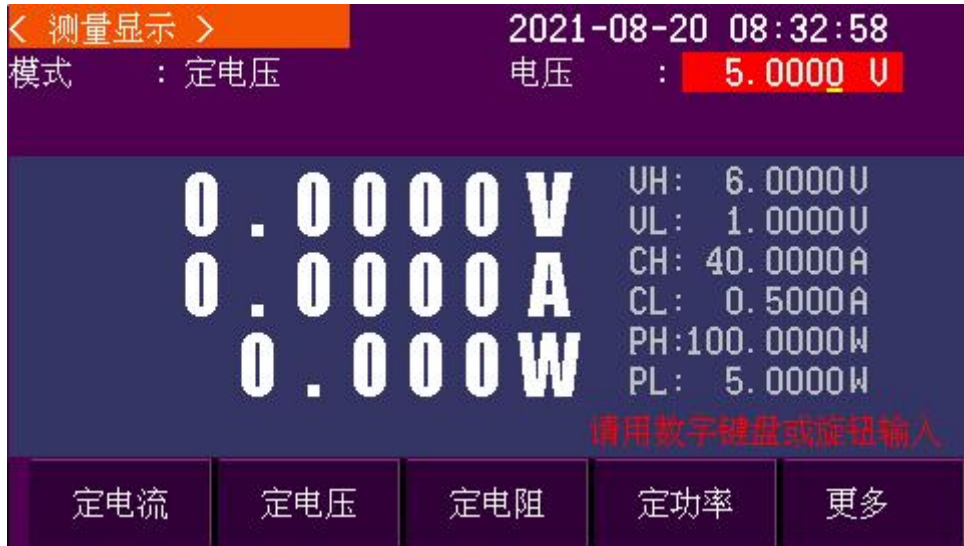 < 测量显示 > 2021-08-20 08:32:58
模式 : 定电压 电压 : 5.0000 V
0.0000V
0.0000A
0.000W
VH: 6.0000V
VL: 1.0000V
CH: 40.0000A
CL: 0.5000A
PH:100.0000W
PL: 5.0000W
请用数字键盘或旋钮输入
定电流 定电压 定电阻 定功率 更多